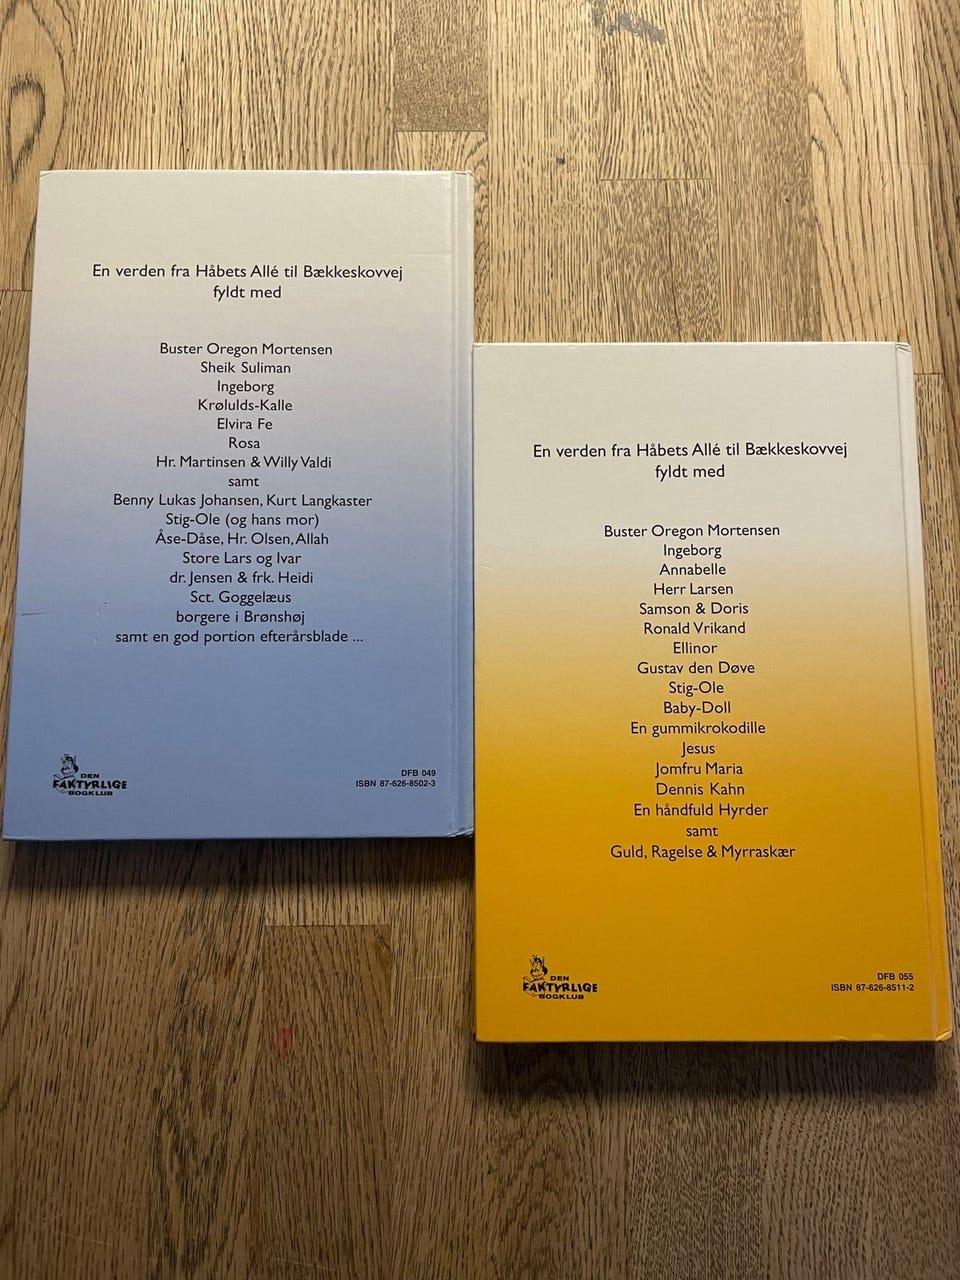 En verden fra Håbets Allé til Bækkeskovvej
fyldt med
Buster Oregon Mortensen
Sheik Suliman
Ingeborg
Krølulds-Kalle
Elvira Fe
Rosa
Hr. Martinsen & Willy Valdi
samt
Benny Lukas Johansen, Kurt Langkaster
Stig-Ole (og hans mor)
Åse-Dåse, Hr. Olsen, Allah
Store Lars og Ivar
dr. Jensen & frk. Heidi
Sct. Goggelæus
borgere i Brønshøj
samt en god portion efterårsblade ...
DEN
FAKTYRLIGE
BOGKLUB
DFB 049
ISBN 87-626-8502-3
En verden fra Håbets Allé til Bækkeskovvej
fyldt med
Buster Oregon Mortensen
Ingeborg
Annabelle
Herr Larsen
Samson & Doris
Ronald Vrikand
Ellinor
Gustav den Døve
Stig-Ole
Baby-Doll
En gummikrokodille
Jesus
Jomfru Maria
Dennis Kahn
En håndfuld Hyrder
samt
Guld, Ragelse & Myrraskær
DEN
FAKTYRLIGE
BOGKLUB
DFB 055
ISBN 87-626-8511-2